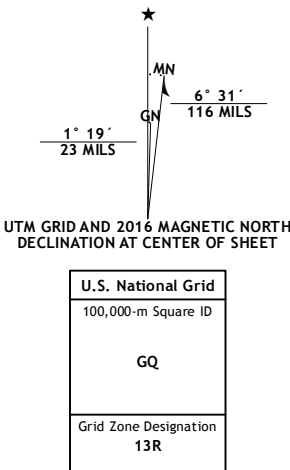 ★
MN
GN
6° 31´
116 MILS
1° 19´
23 MILS
UTM GRID AND 2016 MAGNETIC NORTH
DECLINATION AT CENTER OF SHEET
U.S. National Grid
100,000-m Square ID
GQ
Grid Zone Designation
13R